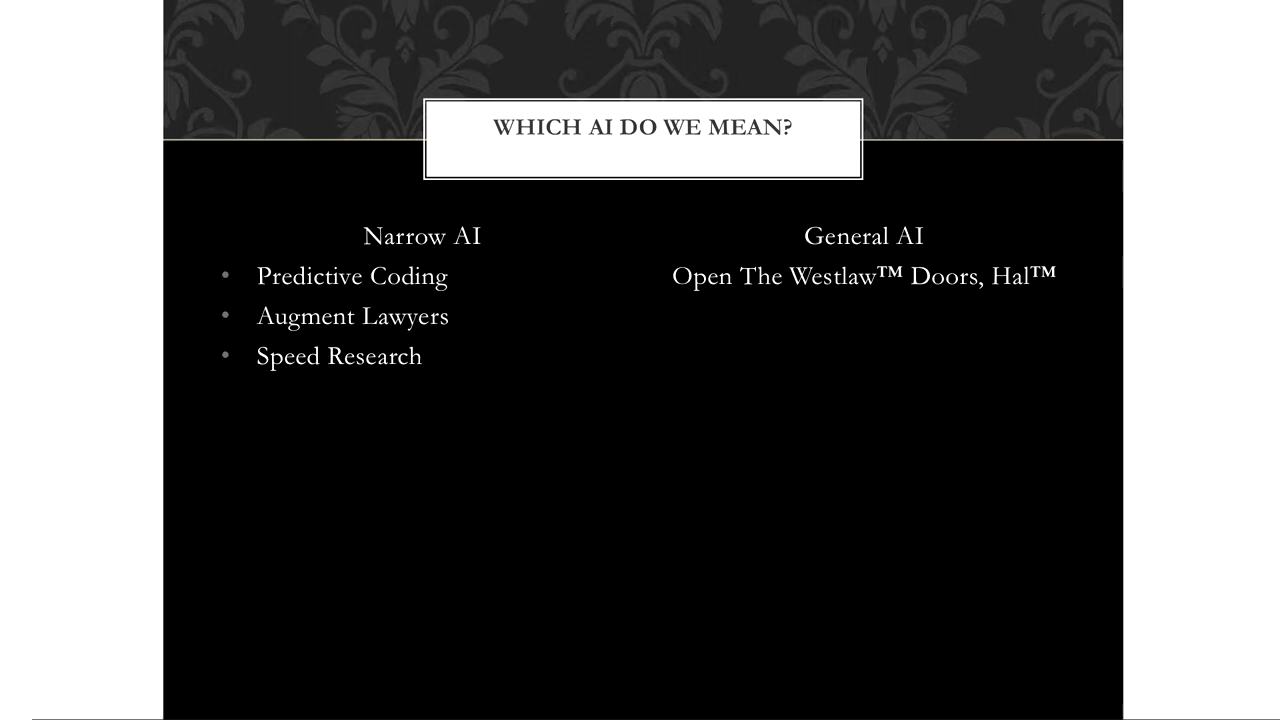 WHICH AI DO WE MEAN?
Narrow AI
• Predictive Coding
• Augment Lawyers
• Speed Research
General AI
Open The Westlaw™ Doors, Hal™